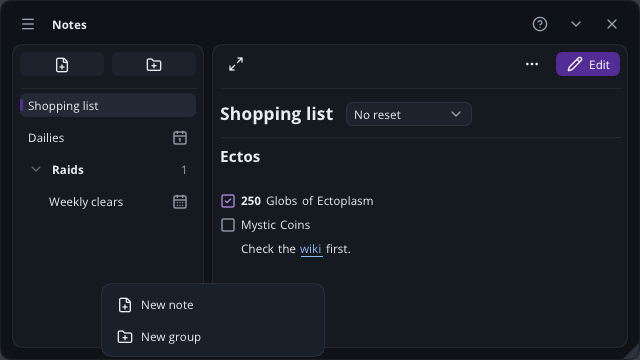 Notes
Edit
Shopping list
Dailies
Raids 1
Weekly clears
Shopping list No reset
Ectos
250 Globs of Ectoplasm
Mystic Coins
Check the wiki first.
New note
New group